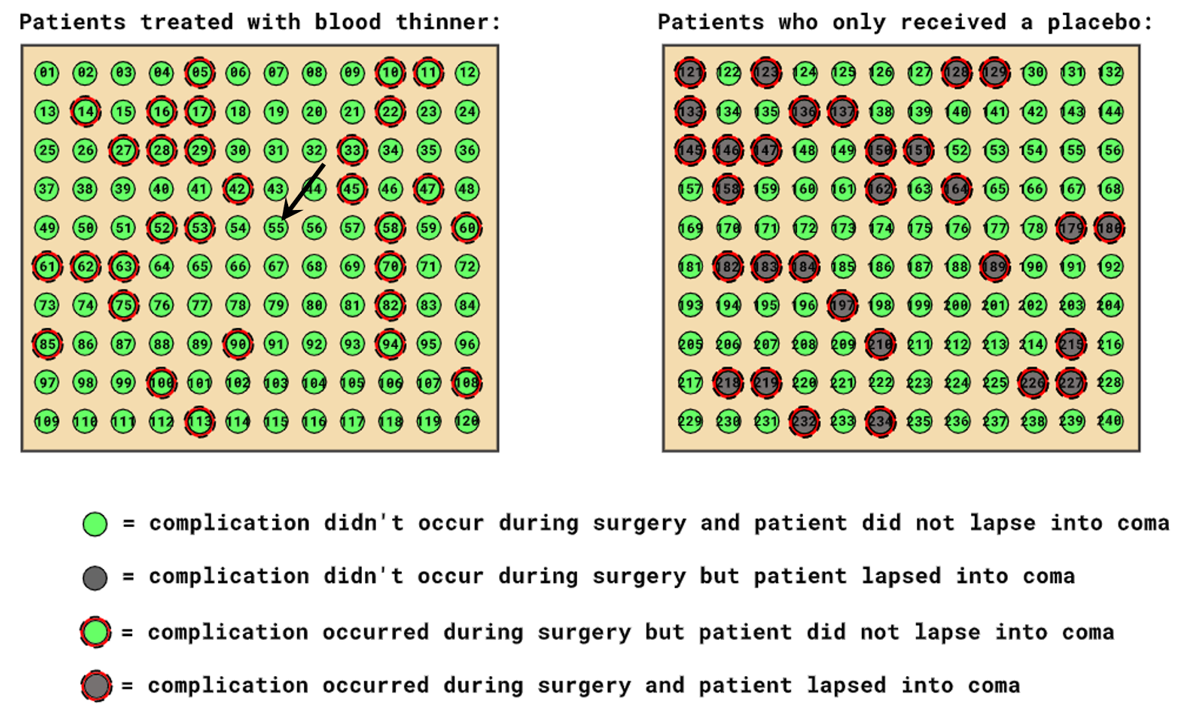 Patients treated with blood thinner:
Patients who only received a placebo:
01 02 03 04 05 06 07 08 09 10 11 12
13 14 15 16 17 18 19 20 21 22 23 24
25 26 27 28 29 30 31 32 33 34 35 36
37 38 39 40 41 42 43 44 45 46 47 48
49 50 51 52 53 54 55 56 57 58 59 60
61 62 63 64 65 66 67 68 69 70 71 72
73 74 75 76 77 78 79 80 81 82 83 84
85 86 87 88 89 90 91 92 93 94 95 96
97 98 99 100 101 102 103 104 105 106 107 108
109 110 111 112 113 114 115 116 117 118 119 120
121 122 123 124 125 126 127 128 129 130 131 132
133 134 135 136 137 138 139 140 141 142 143 144
145 146 147 148 149 150 151 152 153 154 155 156
157 158 159 160 161 162 163 164 165 166 167 168
169 170 171 172 173 174 175 176 177 178 179 180
181 182 183 184 185 186 187 188 189 190 191 192
193 194 195 196 197 198 199 200 201 202 203 204
205 206 207 208 209 210 211 212 213 214 215 216
217 218 219 220 221 222 223 224 225 226 227 228
229 230 231 232 233 234 235 236 237 238 239 240
= complication didn't occur during surgery and patient did not lapse into coma
= complication didn't occur during surgery but patient lapsed into coma
= complication occurred during surgery but patient did not lapse into coma
= complication occurred during surgery and patient lapsed into coma